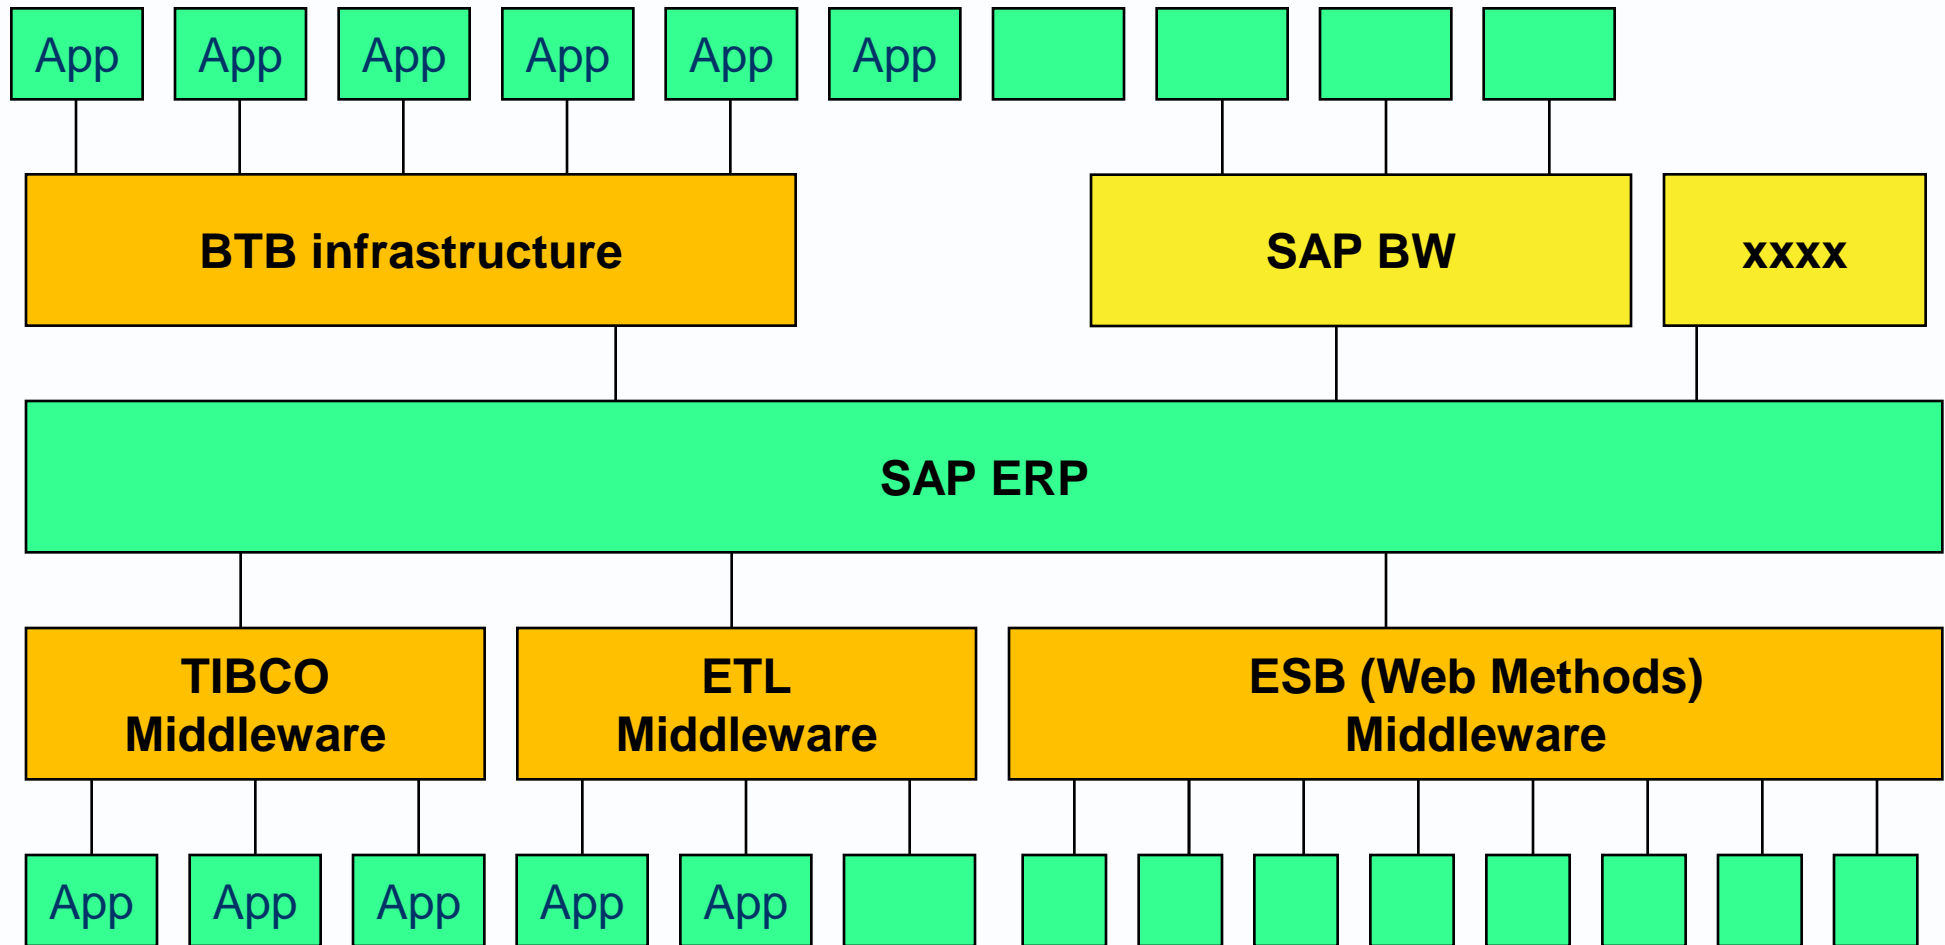 App
App
App
App
App
App
BTB infrastructure
SAP BW
xxxx
SAP ERP
TIBCO
Middleware
ETL
Middleware
ESB (Web Methods)
Middleware
App
App
App
App
App